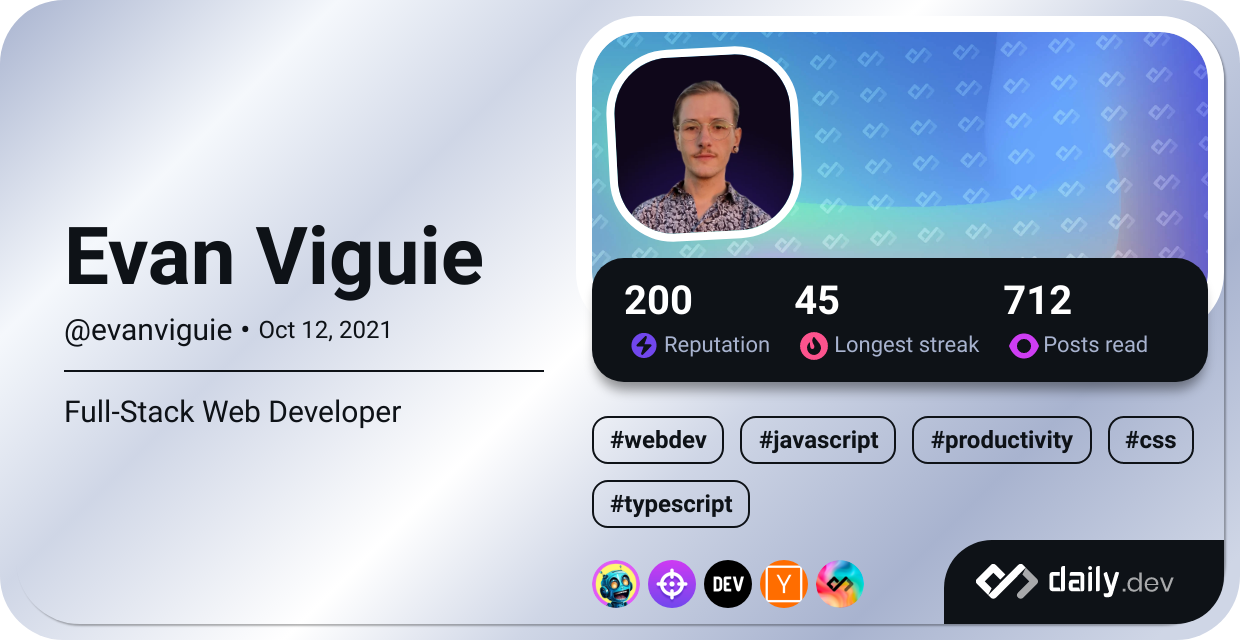 Evan Viguie
@evanviguie • Oct 12, 2021
Full-Stack Web Developer
200 45 712
Reputation Longest streak Posts read
#webdev #javascript #productivity #css
#typescript
DEV Y
daily.dev